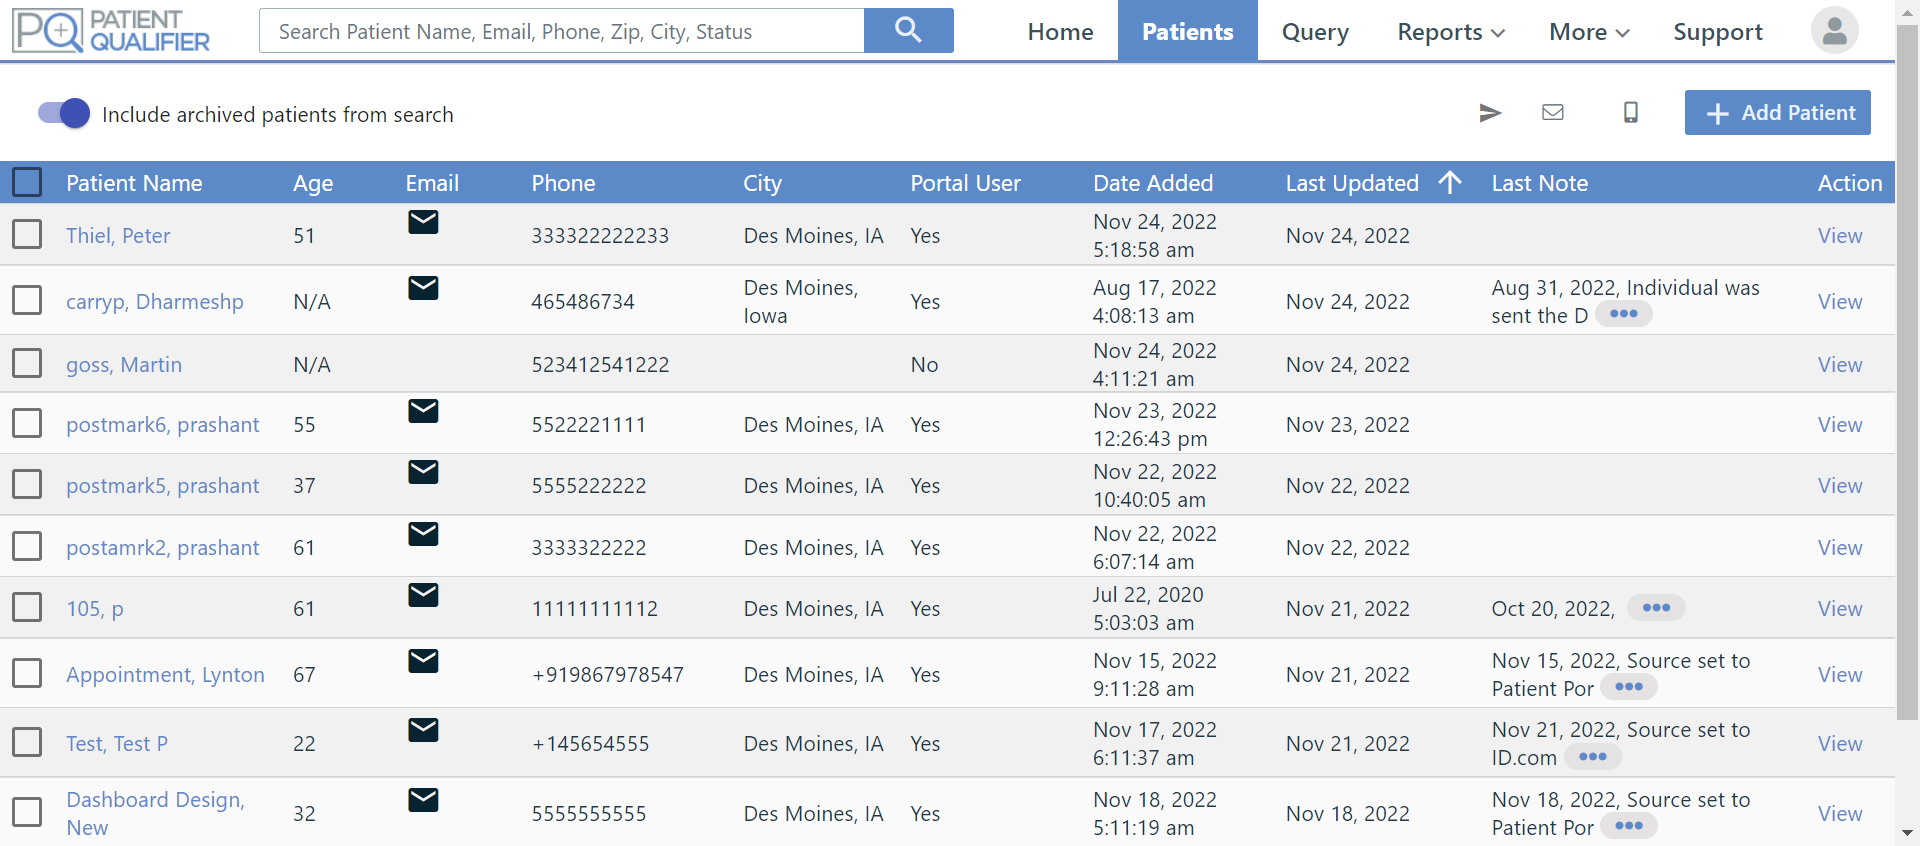 PATIENT
QUALIFIER
Search Patient Name, Email, Phone, Zip, City, Status
Home
Patients
Query
Reports
More
Support
Include archived patients from search
Add Patient
Patient Name Age Email Phone City Portal User Date Added Last Updated Last Note Action
Thiel, Peter 51 333322222233 Des Moines, IA Yes Nov 24, 2022 Nov 24, 2022 View
5:18:58 am
carryp, Dharmeshp N/A 465486734 Des Moines, Yes Aug 17, 2022 Nov 24, 2022 Aug 31, 2022, Individual was View
Iowa 4:08:13 am sent the D
goss, Martin N/A 523412541222 No Nov 24, 2022 Nov 24, 2022 View
4:11:21 am
postmark6, prashant 55 5522221111 Des Moines, IA Yes Nov 23, 2022 Nov 23, 2022 View
12:26:43 pm
postmark5, prashant 37 5555222222 Des Moines, IA Yes Nov 22, 2022 Nov 22, 2022 View
10:40:05 am
postamrk2, prashant 61 3333322222 Des Moines, IA Yes Nov 22, 2022 Nov 22, 2022 View
6:07:14 am
105, p 61 11111111112 Des Moines, IA Yes Jul 22, 2020 Nov 21, 2022 Oct 20, 2022, View
5:03:03 am
Appointment, Lynton 67 +919867978547 Des Moines, IA Yes Nov 15, 2022 Nov 21, 2022 Nov 15, 2022, Source set to View
9:11:28 am Patient Por
Test, Test P 22 +145654555 Des Moines, IA Yes Nov 17, 2022 Nov 21, 2022 Nov 21, 2022, Source set to View
6:11:37 am ID.com
Dashboard Design, 32 5555555555 Des Moines, IA Yes Nov 18, 2022 Nov 18, 2022 Nov 18, 2022, Source set to View
New 5:11:19 am Patient Por